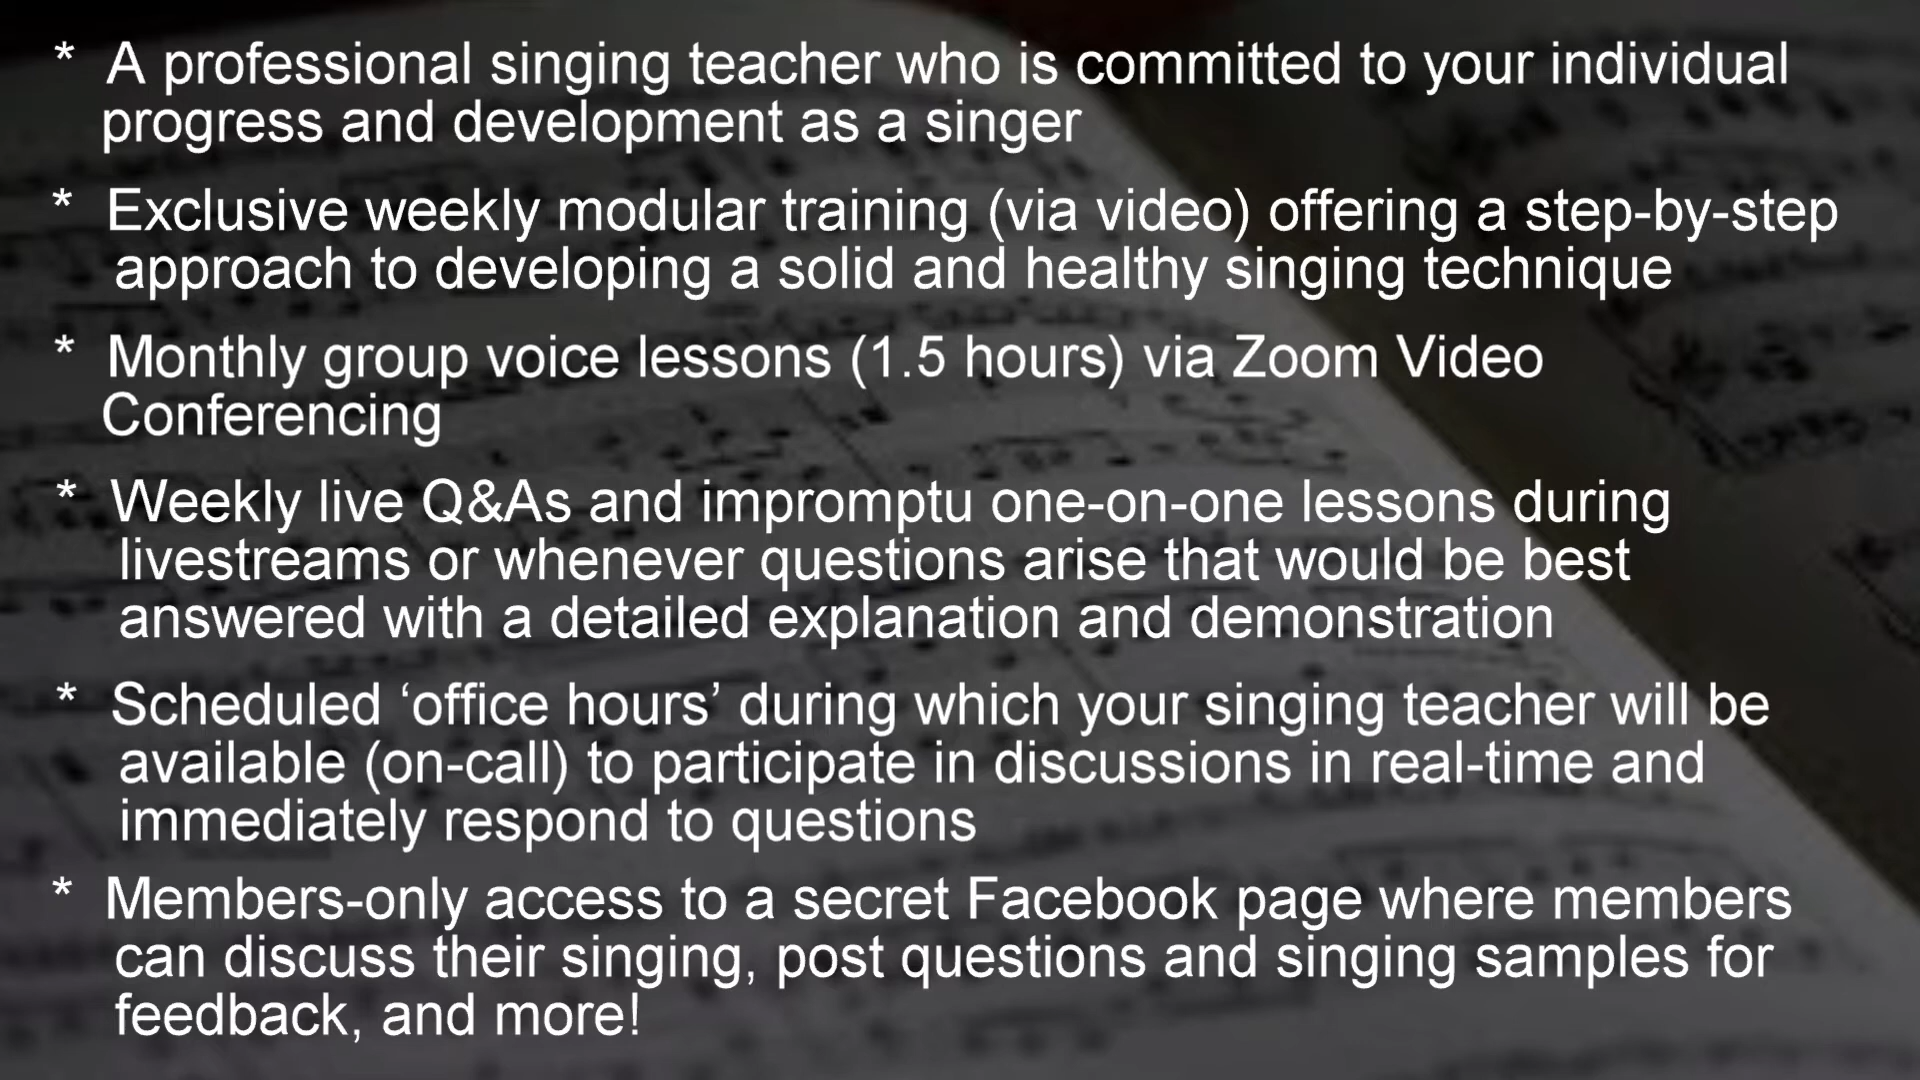 * A professional singing teacher who is committed to your individual
progress and development as a singer
* Exclusive weekly modular training (via video) offering a step-by-step
approach to developing a solid and healthy singing technique
* Monthly group voice lessons (1.5 hours) via Zoom Video
Conferencing
* Weekly live Q&As and impromptu one-on-one lessons during
livestreams or whenever questions arise that would be best
answered with a detailed explanation and demonstration
* Scheduled ‘office hours’ during which your singing teacher will be
available (on-call) to participate in discussions in real-time and
immediately respond to questions
* Members-only access to a secret Facebook page where members
can discuss their singing, post questions and singing samples for
feedback, and more!